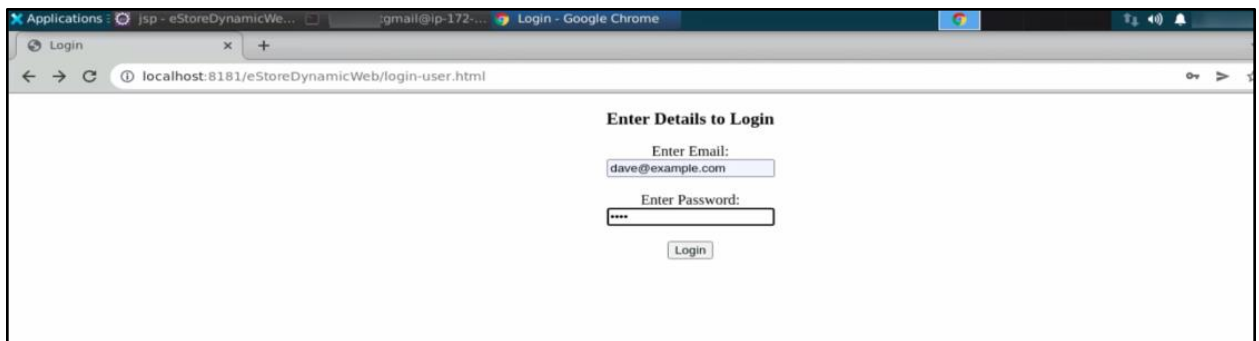 Applications : jsp - eStoreDynamicWe... :gmail@ip-172-... Login - Google Chrome
Login
localhost:8181/eStoreDynamicWeb/login-user.html
Enter Details to Login
Enter Email:
dave@example.com
Enter Password:
••••
Login